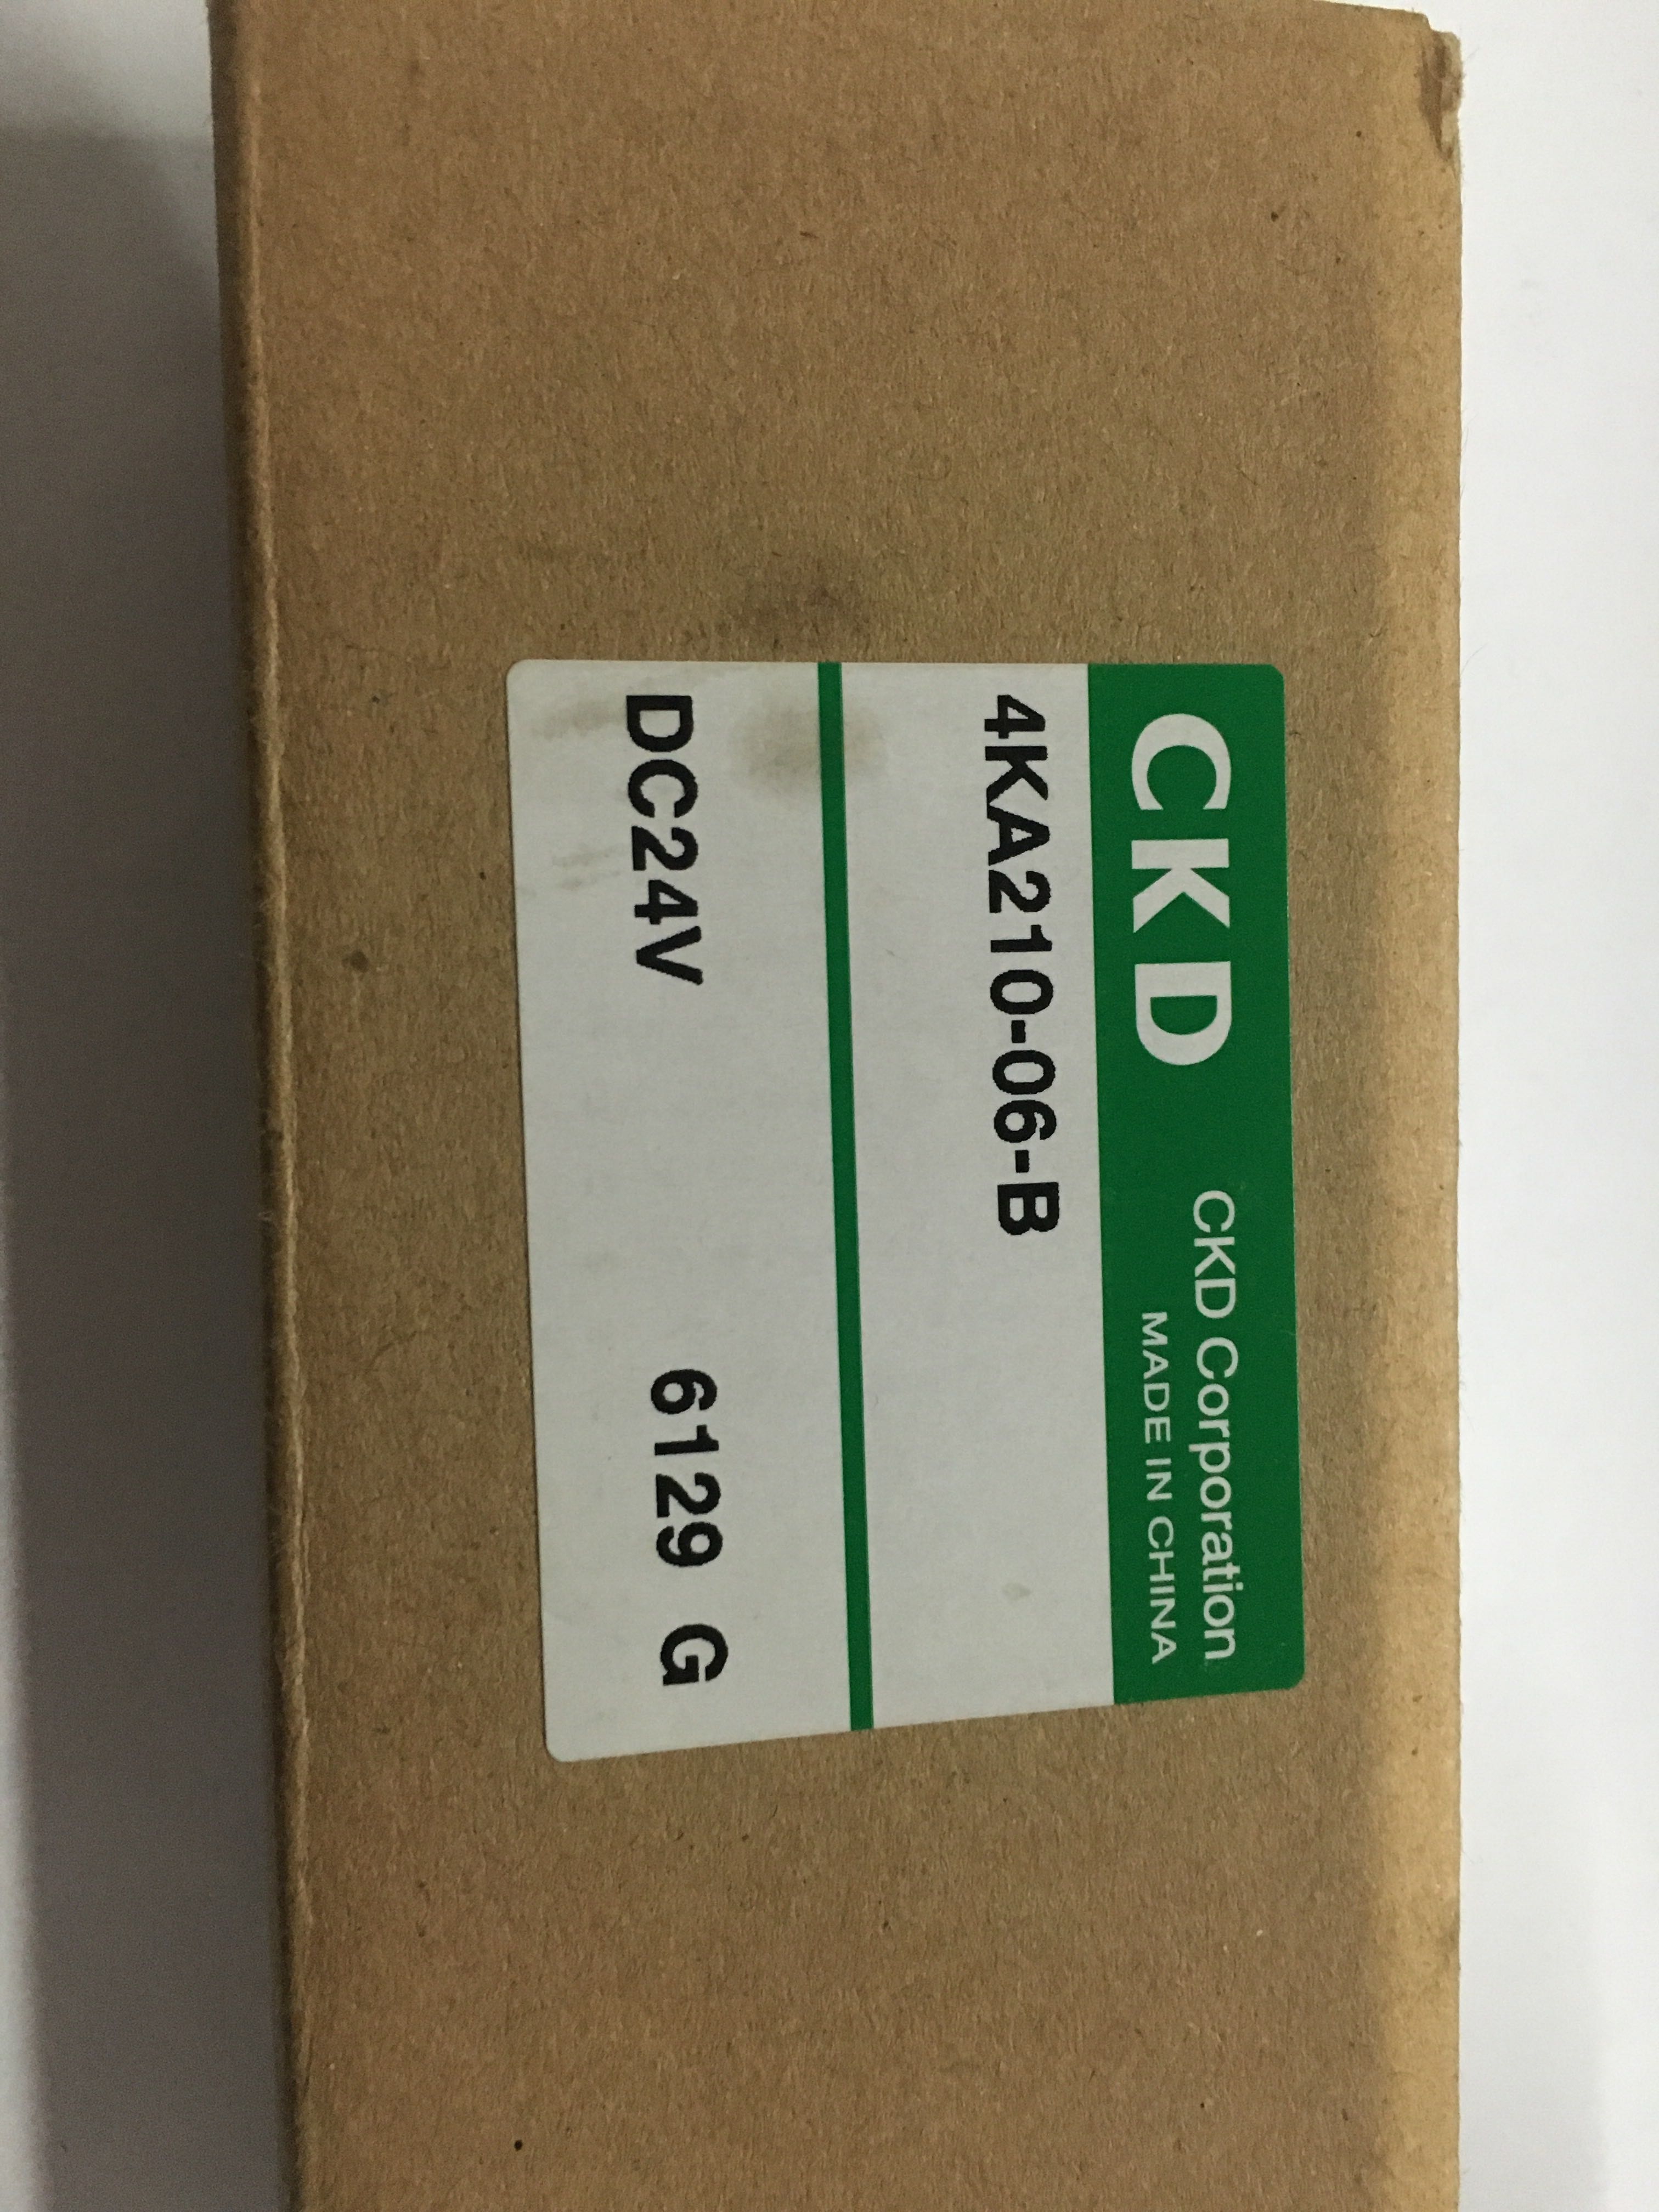 CKD
CKD Corporation
MADE IN CHINA
4KA210-06-B
DC24V 6129 G